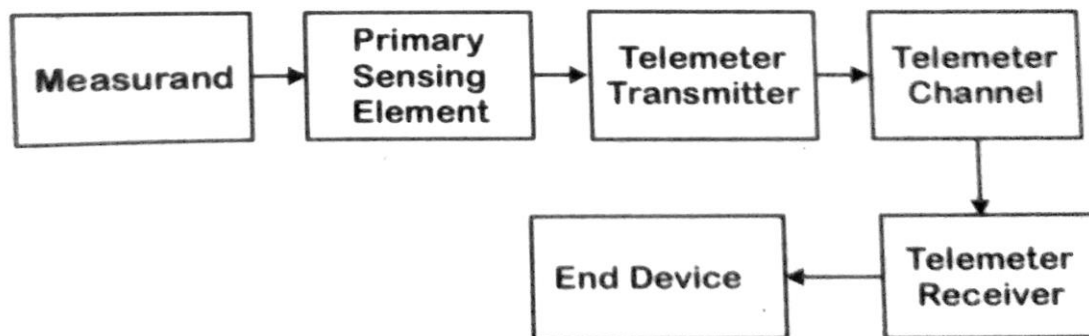 Measurand
Primary
Sensing
Element
Telemeter
Transmitter
Telemeter
Channel
Telemeter
Receiver
End Device